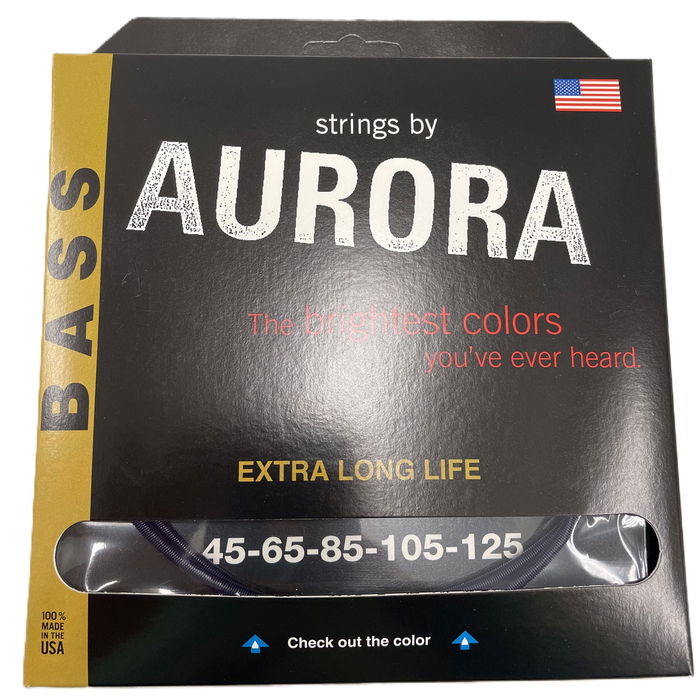 strings by
AURORA
BASS
The brightest colors
you've ever heard.
EXTRA LONG LIFE
45-65-85-105-125
100%
MADE
IN THE
USA
Check out the color